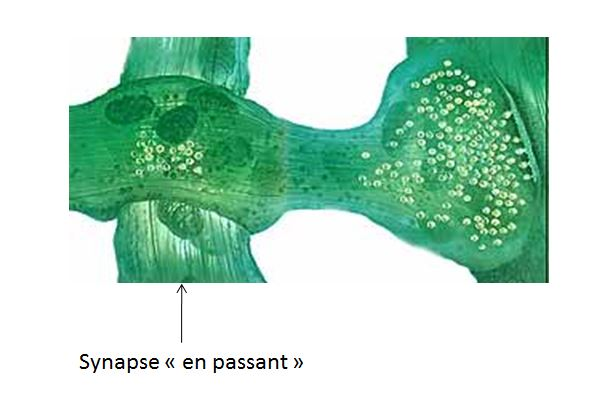 Synapse « en passant »